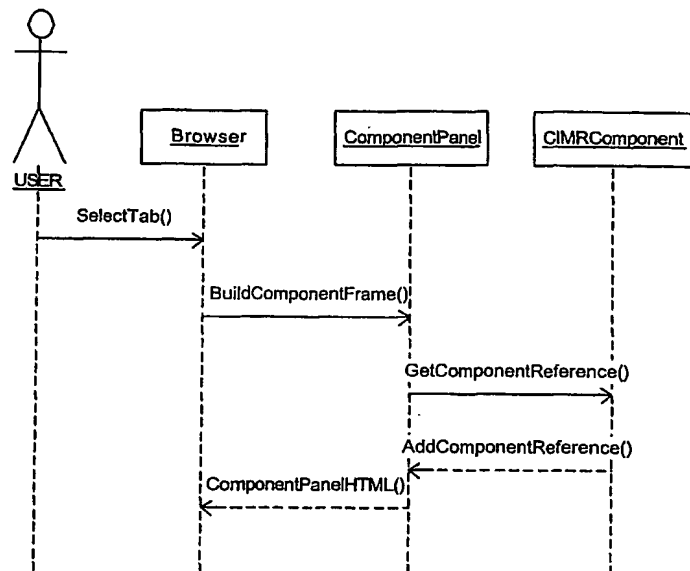 Browser
ComponentPanel
CIMRComponent
USER
SelectTab()
BuildComponentFrame()
GetComponentReference()
AddComponentReference()
ComponentPanelHTML()